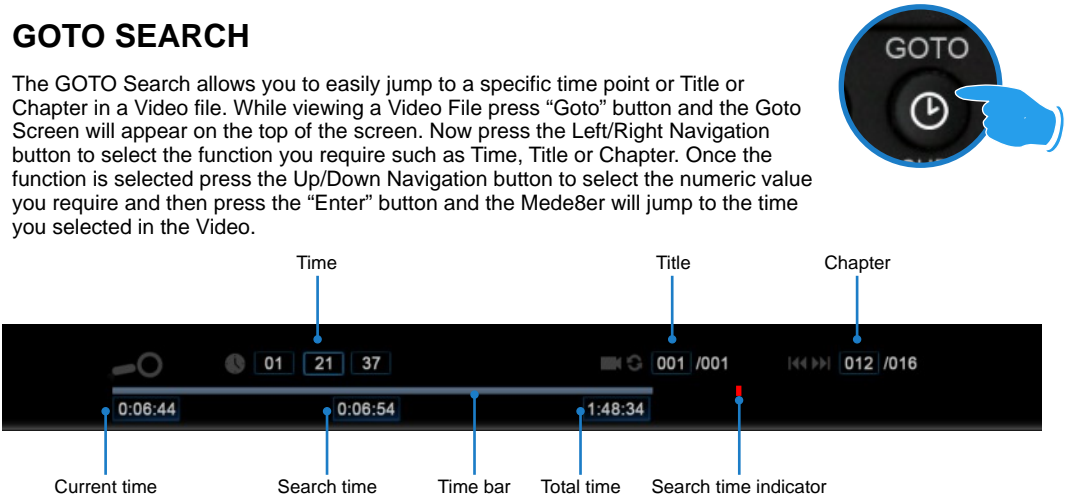 GOTO SEARCH
GOTO
The GOTO Search allows you to easily jump to a specific time point or Title or
Chapter in a Video file. While viewing a Video File press “Goto” button and the Goto
Screen will appear on the top of the screen. Now press the Left/Right Navigation
button to select the function you require such as Time, Title or Chapter. Once the
function is selected press the Up/Down Navigation button to select the numeric value
you require and then press the “Enter” button and the Mede8er will jump to the time
you selected in the Video.
Time Title Chapter
01 21 37 001 /001 012 /016
0:06:44 0:06:54 1:48:34
Current time Search time Time bar Total time Search time indicator